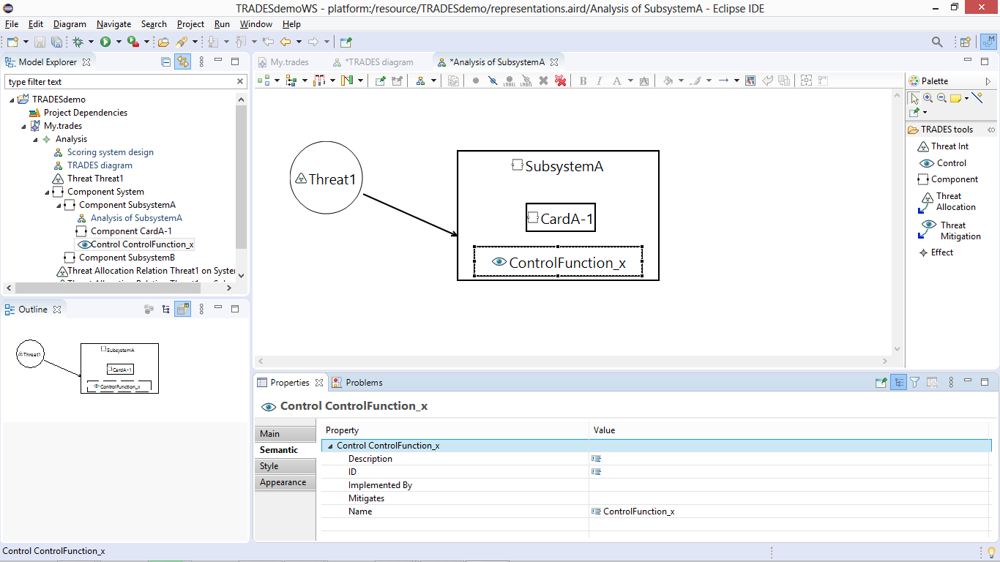 TRADESdemoWS - platform:/resource/TRADESdemo/representations.aird/Analysis of SubsystemA - Eclipse IDE
File Edit Diagram Navigate Search Project Run Window Help
Model Explorer
type filter text
TRADESdemo
Project Dependencies
My.trades
Analysis
Scoring system design
TRADES diagram
Threat Threat1
Component System
Component SubsystemA
Analysis of SubsystemA
Component CardA-1
Control ControlFunction_x
Component SubsystemB
Threat Allocation Relation Threat1 on System
Outline
Threat1
SubsystemA
CardA-1
ControlFunction_x
My.trades *TRADES diagram *Analysis of SubsystemA
LABEL LABEL B I A
Threat1
SubsystemA
CardA-1
ControlFunction_x
Palette
TRADES tools
Threat Int
Control
Component
Threat
Allocation
Threat
Mitigation
Effect
Properties Problems
Control ControlFunction_x
Main
Semantic
Style
Appearance
Property Value
Control ControlFunction_x
Description
ID
Implemented By
Mitigates
Name ControlFunction_x
Control ControlFunction_x